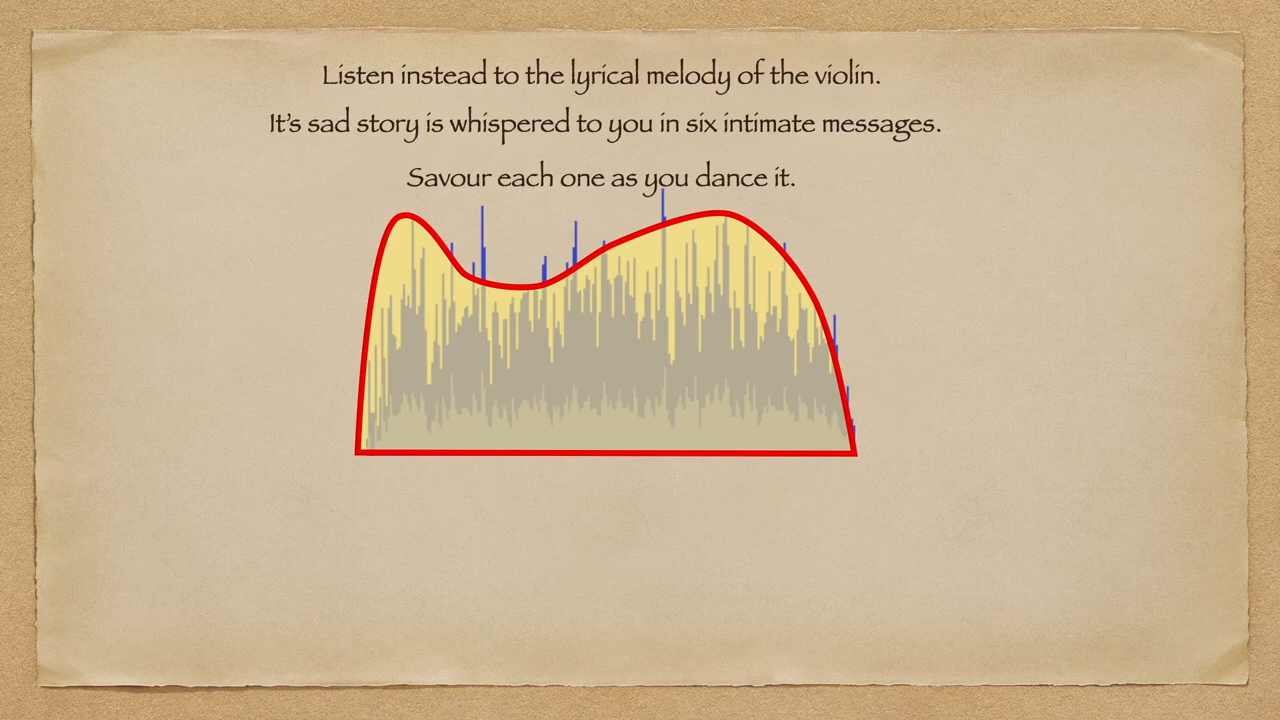 Listen instead to the lyrical melody of the violin.
It's sad story is whispered to you in six intimate messages.
Savour each one as you dance it.